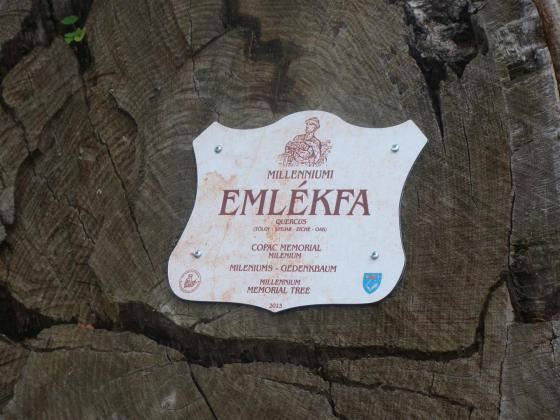 MILLENNIUMI
EMLÉKFA
QUERCUS
(TÖLGY - STEJAR - EICHE - OAK)
COPAC MEMORIAL
MILENIUM
MILENIUMS - GEDENKBAUM
MILLENNIUM
MEMORIAL TREE
2013